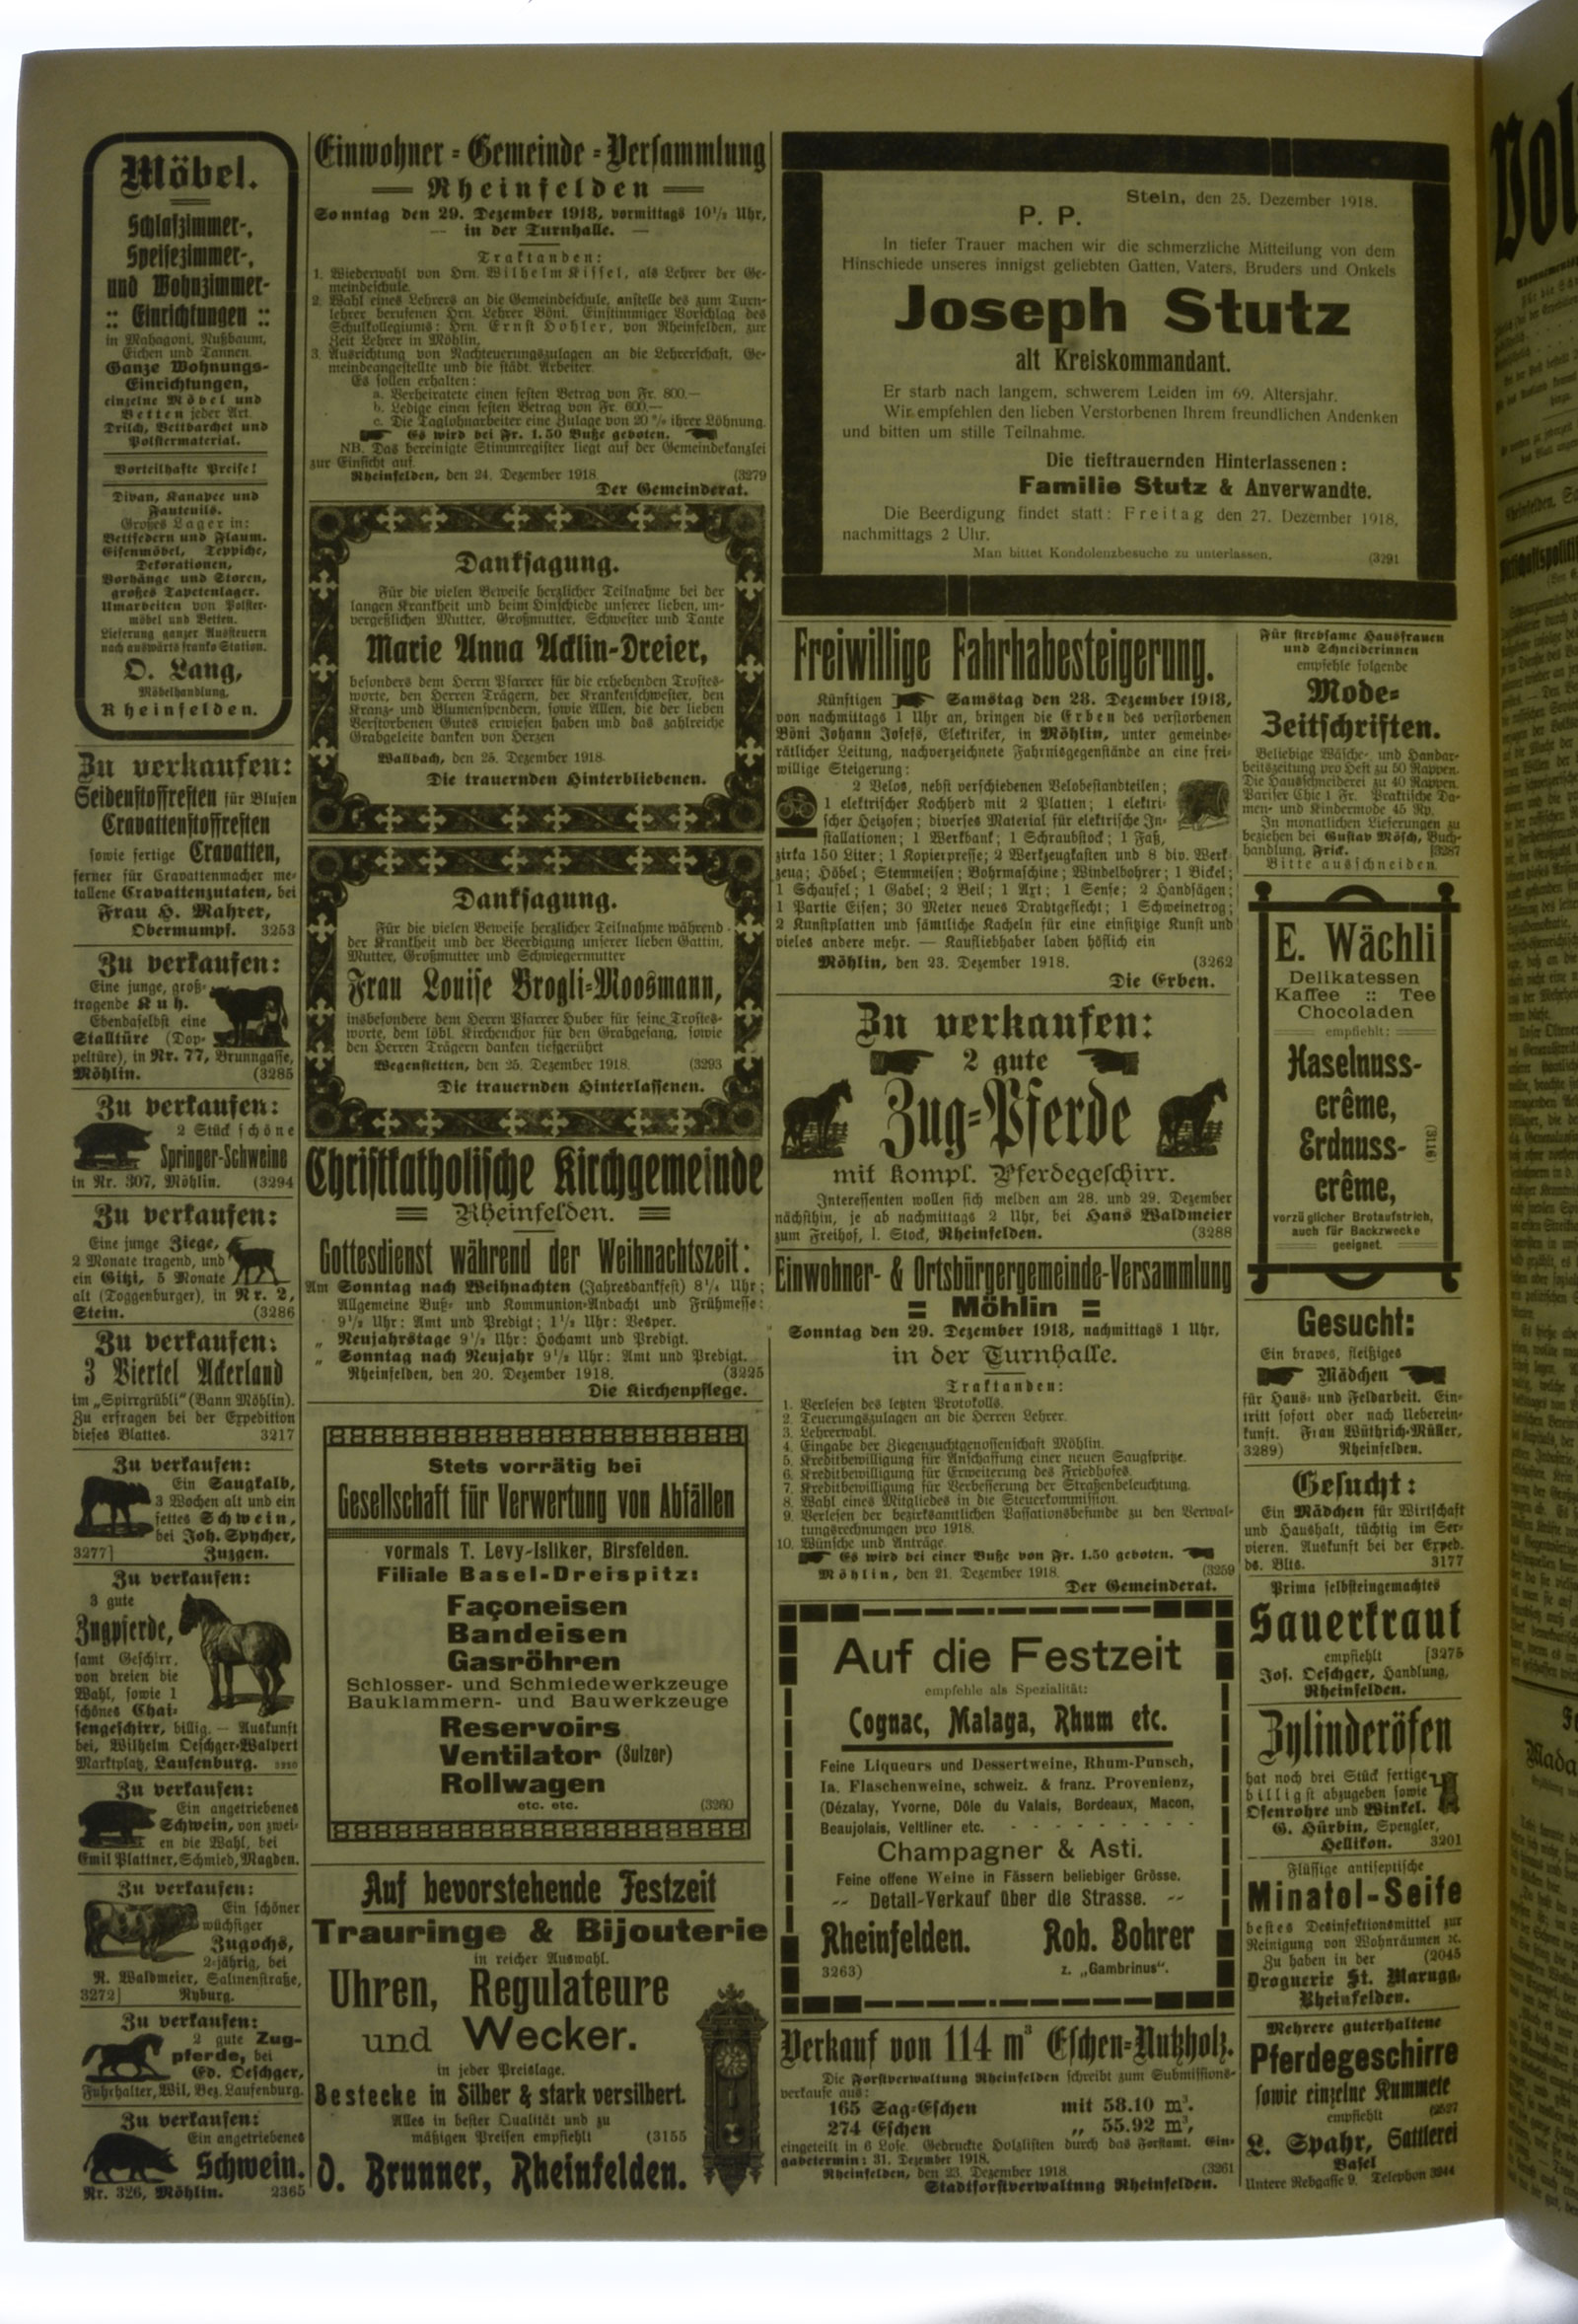 Möbel.
Schlafzimmer-,
Speisezimmer-,
und Wohnzimmer-
:: Einrichtungen ::
in Mahagoni, Nußbaum,
Eichen und Tannen.
Ganze Wohnungs-
Einrichtungen,
einzelne Möbel und
Betten jeder Art.
Drilch, Bettbarchet und
Polstermaterial.
Vorteilhafte Preise!
Divan, Kanapee und
Fauteuils.
Großes Lager in:
Bettfedern und Flaum.
Eisenmöbel, Teppiche,
Dekorationen,
Vorhänge und Storen,
großes Tapetenlager.
Umarbeiten von Polster-
möbel und Betten.
Lieferung ganzer Aussteuern
nach auswärts franko Station.
O. Lang,
Möbelhandlung,
Rheinfelden.
Zu verkaufen:
Seidenstoffresten für Blusen
Cravattenstoffresten
sowie fertige Cravatten,
ferner für Cravattenmacher me-
tallene Cravattenzutaten, bei
Frau H. Mahrer,
Obermumpf. 3253
Zu verkaufen:
Eine junge, groß-
tragende Kuh.
Ebendaselbst eine
Stalltüre (Dop-
peltüre), in Nr. 77, Brunngasse,
Möhlin. (3285
Zu verkaufen:
2 Stück schöne
Springer-Schweine
in Nr. 307, Möhlin. (3294
Zu verkaufen:
Eine junge Ziege,
2 Monate tragend, und
ein Gitzi, 5 Monate
alt (Toggenburger), in Nr. 2,
Stein. (3286
Zu verkaufen:
3 Viertel Ackerland
im „Spirrgrübli" (Bann Möhlin).
Zu erfragen bei der Expedition
dieses Blattes. 3217
Zu verkaufen:
Ein Saugkalb,
3 Wochen alt und ein
fettes Schwein,
bei Joh. Spycher,
3277] Zuzgen.
Zu verkaufen:
3 gute
Zugpferde,
samt Geschirr,
von dreien die
Wahl, sowie 1
schönes Chai-
sengeschirr, billig. — Auskunft
bei, Wilhelm Oeschger-Walpert
Marktplatz, Laufenburg.
Zu verkaufen:
Ein angetriebenes
Schwein, von zwei-
en die Wahl, bei
Emil Plattner, Schmied, Magden.
Zu verkaufen:
Ein schöner
wüchsiger
Zugochs,
2-jährig, bei
R. Waldmeier, Salinenstraße,
3272] Ryburg.
Zu verkaufen:
2 gute Zug-
pferde, bei
Ed. Oeschger,
Fuhrhalter, Wil, Bez. Laufenburg.
Zu verkaufen:
Ein angetriebenes
Schwein.
Nr. 326, Möhlin. 2365
Einwohner-Gemeinde-Versammlung
Rheinfelden
Sonntag den 29. Dezember 1918, vormittags 10½ Uhr,
— in der Turnhalle. —
Traktanden:
1. Wiederwahl von Hrn. Wilhelm Kissel, als Lehrer der Ge-
meindeschule.
2. Wahl eines Lehrers an die Gemeindeschule, anstelle des zum Turn-
lehrer berufenen Hrn. Lehrer Böni. Einstimmiger Vorschlag des
Schulkollegiums: Hrn. Ernst Hohler, von Rheinfelden, zur
Zeit Lehrer in Möhlin.
3. Ausrichtung von Nachteuerungszulagen an die Lehrerschaft, Ge-
meindeangestellte und die städt. Arbeiter.
Es sollen erhalten:
a. Verheiratete einen festen Betrag von Fr. 800.—
b. Ledige einen festen Betrag von Fr. 600.—
c. Die Taglohnarbeiter eine Zulage von 20 % ihrer Löhnung.
Es wird bei Fr. 1.50 Buße geboten.
NB. Das bereinigte Stimmregister liegt auf der Gemeindekanzlei
zur Einsicht auf.
Rheinfelden, den 24. Dezember 1918. (3279
Der Gemeinderat.
Danksagung.
Für die vielen Beweise herzlicher Teilnahme bei der
langen Krankheit und beim Hinschiede unserer lieben, un-
vergeßlichen Mutter, Großmutter, Schwester und Tante
Marie Anna Acklin-Dreier,
besonders dem Herrn Pfarrer für die erhebenden Trostes-
worte, den Herren Trägern, der Krankenschwester, den
Kranz- und Blumenspendern, sowie Allen, die der lieben
Verstorbenen Gutes erwiesen haben und das zahlreiche
Grabgeleite danken von Herzen
Wallbach, den 25. Dezember 1918.
Die trauernden Hinterbliebenen.
Danksagung.
Für die vielen Beweise herzlicher Teilnahme während
der Krankheit und der Beerdigung unserer lieben Gattin,
Mutter, Großmutter und Schwiegermutter
Frau Louise Brogli-Moosmann,
insbesondere dem Herrn Pfarrer Huber für seine Trostes-
worte, dem löbl. Kirchenchor für den Grabgesang, sowie
den Herren Trägern danken tiefgerührt
Wegenstetten, den 25. Dezember 1918. (3293
Die trauernden Hinterlassenen.
Christkatholische Kirchgemeinde
Rheinfelden.
Gottesdienst während der Weihnachtszeit:
Am Sonntag nach Weihnachten (Jahresdankfest) 8¼ Uhr;
Allgemeine Buß- und Kommunion-Andacht und Frühmesse;
9½ Uhr: Amt und Predigt; 1½ Uhr: Vesper.
„ Neujahrstage 9½ Uhr: Hochamt und Predigt.
„ Sonntag nach Neujahr 9½ Uhr: Amt und Predigt.
Rheinfelden, den 20. Dezember 1918. (3225
Die Kirchenpflege.
Stets vorrätig bei
Gesellschaft für Verwertung von Abfällen
vormals T. Levy-Isliker, Birsfelden.
Filiale Basel-Dreispitz:
Façoneisen
Bandeisen
Gasröhren
Schlosser- und Schmiedewerkzeuge
Bauklammern- und Bauwerkzeuge
Reservoirs
Ventilator (Sulzer)
Rollwagen
etc. etc. (3260)
Auf bevorstehende Festzeit
Trauringe & Bijouterie
in reicher Auswahl.
Uhren, Regulateure
und Wecker.
in jeder Preislage.
Bestecke in Silber & stark versilbert.
Alles in bester Qualität und zu
mäßigen Preisen empfiehlt (3155
O. Brunner, Rheinfelden.
Stein, den 25. Dezember 1918.
P. P.
In tiefer Trauer machen wir die schmerzliche Mitteilung von dem
Hinschiede unseres innigst geliebten Gatten, Vaters, Bruders und Onkels
Joseph Stutz
alt Kreiskommandant.
Er starb nach langem, schwerem Leiden im 69. Altersjahr.
Wir empfehlen den lieben Verstorbenen Ihrem freundlichen Andenken
und bitten um stille Teilnahme.
Die tieftrauernden Hinterlassenen:
Familie Stutz & Anverwandte.
Die Beerdigung findet statt: Freitag den 27. Dezember 1918,
nachmittags 2 Uhr.
Man bittet Kondolenzbesuche zu unterlassen. (3291
Freiwillige Fahrhabesteigerung.
Künftigen Samstag den 28. Dezember 1918,
von nachmittags 1 Uhr an, bringen die Erben des verstorbenen
Böni Johann Josefs, Elektriker, in Möhlin, unter gemeinde-
rätlicher Leitung, nachverzeichnete Fahrnisgegenstände an eine frei-
willige Steigerung:
2 Velos, nebst verschiedenen Velobestandteilen;
1 elektrischer Kochherd mit 2 Platten; 1 elektri-
scher Heizofen; diverses Material für elektrische In-
stallationen; 1 Werkbank; 1 Schraubstock; 1 Faß,
zirka 150 Liter; 1 Kopierpresse; 2 Werkzeugkasten und 8 div. Werk-
zeug; Höbel; Stemmeisen; Bohrmaschine; Windelbohrer; 1 Bickel;
1 Schaufel; 1 Gabel; 2 Beil; 1 Axt; 1 Sense; 2 Handsägen;
1 Partie Eisen; 30 Meter neues Drahtgeflecht; 1 Schweinetrog;
2 Kunstplatten und sämtliche Kacheln für eine einsitzige Kunst und
vieles andere mehr. — Kaufliebhaber laden höflich ein
Möhlin, den 23. Dezember 1918. (3262
Die Erben.
Zu verkaufen:
2 gute
Zug-Pferde
mit kompl. Pferdegeschirr.
Interessenten wollen sich melden am 28. und 29. Dezember
nächsthin, je ab nachmittags 2 Uhr, bei Hans Waldmeier
zum Freihof, 1. Stock, Rheinfelden. (3288
Einwohner- & Ortsbürgergemeinde-Versammlung
Möhlin
Sonntag den 29. Dezember 1918, nachmittags 1 Uhr,
in der Turnhalle.
Traktanden:
1. Verlesen des letzten Protokolls.
2. Teuerungszulagen an die Herren Lehrer.
3. Lehrerwahl.
4. Eingabe der Ziegenzuchtgenossenschaft Möhlin.
5. Kreditbewilligung für Anschaffung einer neuen Saugspritze.
6. Kreditbewilligung für Erweiterung des Friedhofes.
7. Kreditbewilligung für Verbesserung der Straßenbeleuchtung.
8. Wahl eines Mitgliedes in die Steuerkommission.
9. Verlesen der bezirksamtlichen Passationsbefunde zu den Verwal-
tungsrechnungen pro 1918.
10. Wünsche und Anträge.
Es wird bei einer Buße von Fr. 1.50 geboten.
Möhlin, den 21. Dezember 1918. (3259
Der Gemeinderat.
Auf die Festzeit
empfehle als Spezialität:
Cognac, Malaga, Rhum etc.
Feine Liqueurs und Dessertweine, Rhum-Punsch,
Ia. Flaschenweine, schweiz. & franz. Provenienz,
(Dézalay, Yvorne, Dôle du Valais, Bordeaux, Macon,
Beaujolais, Veltliner etc.
Champagner & Asti.
Feine offene Weine in Fässern beliebiger Grösse.
-- Detail-Verkauf über die Strasse. --
Rheinfelden. Rob. Bohrer
3263) z. „Gambrinus".
Verkauf von 114 m³ Eschen-Nutzholz.
Die Forstverwaltung Rheinfelden schreibt zum Submissions-
verkaufe aus:
165 Sag-Eschen mit 58.10 m³.
274 Eschen „ 55.92 m³,
eingeteilt in 6 Lose. Gedruckte Holzlisten durch das Forstamt. Ein-
gabetermin: 31. Dezember 1918.
Rheinfelden, den 23. Dezember 1918. (3261
Stadtforstverwaltung Rheinfelden.
Für strebsame Hausfrauen
und Schneiderinnen
empfehle folgende
Mode-
Zeitschriften.
Beliebige Wäsche- und Handar-
beitszeitung pro Heft zu 50 Rappen.
Die Hausschneiderei zu 40 Rappen.
Pariser Chic 1 Fr. Praktische Da-
men- und Kindermode 45 Rp.
In monatlichen Lieferungen zu
beziehen bei Gustav Mösch, Buch-
handlung, Frick. [3287
Bitte ausschneiden.
E. Wächli
Delikatessen
Kaffee :: Tee
Chocoladen
empfiehlt:
Haselnuss-
crême,
Erdnuss-
crême,
(3116)
vorzüglicher Brotaufstrich,
auch für Backzwecke
geeignet.
Gesucht:
Ein braves, fleißiges
Mädchen
für Haus- und Feldarbeit. Ein-
tritt sofort oder nach Ueberein-
kunft. Frau Wüthrich-Müller,
3289) Rheinfelden.
Gesucht:
Ein Mädchen für Wirtschaft
und Haushalt, tüchtig im Ser-
vieren. Auskunft bei der Exped.
ds. Blts. 3177
Prima selbsteingemachtes
Sauerkraut
empfiehlt [3275
Jos. Oeschger, Handlung,
Rheinfelden.
Zylinderöfen
hat noch drei Stück fertige
billigst abzugeben sowie
Ofenrohre und Winkel.
G. Hürbin, Spengler,
Hellikon. 3201
Flüssige antiseptische
Minatol-Seife
bestes Desinfektionsmittel zur
Reinigung von Wohnräumen ꝛc.
Zu haben in der (2045
Droguerie St. Marugg,
Rheinfelden.
Mehrere guterhaltene
Pferdegeschirre
sowie einzelne Kummete
empfiehlt
L. Spahr, Sattlerei
Basel
Untere Rebgasse 9. Telephon 3944